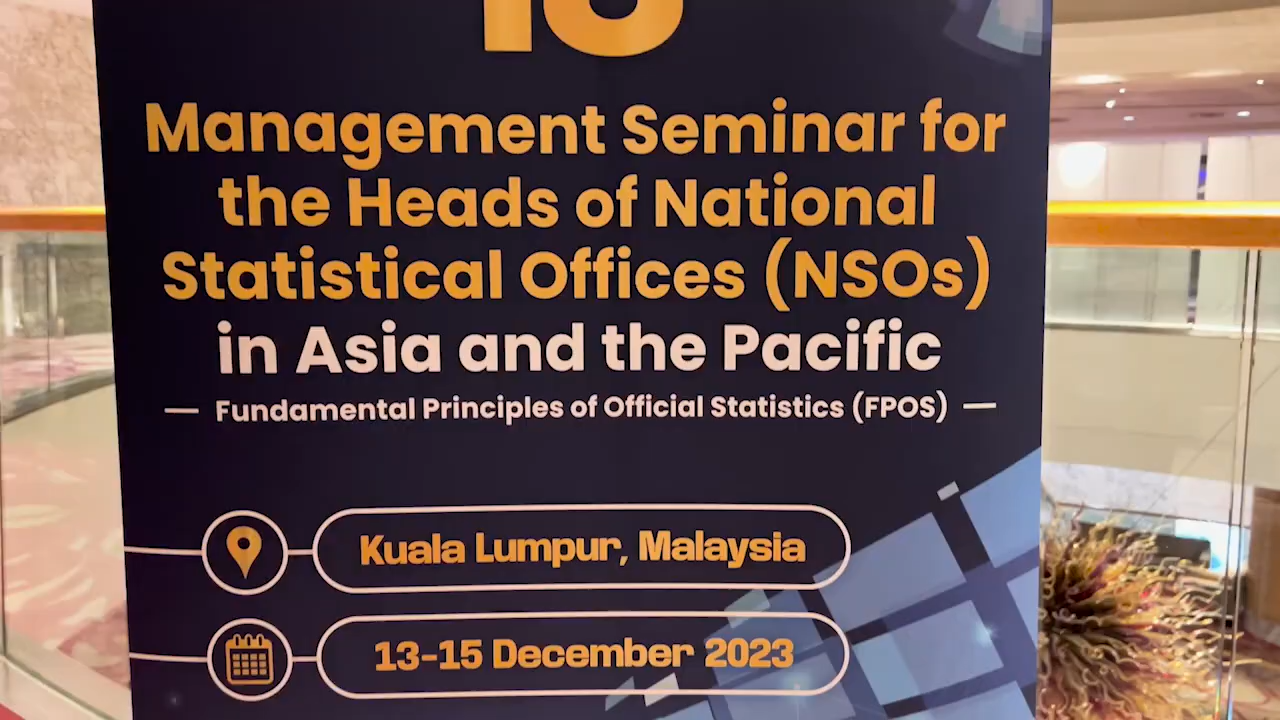 Management Seminar for
the Heads of National
Statistical Offices (NSOs)
in Asia and the Pacific
Fundamental Principles of Official Statistics (FPOS)
Kuala Lumpur, Malaysia
13-15 December 2023